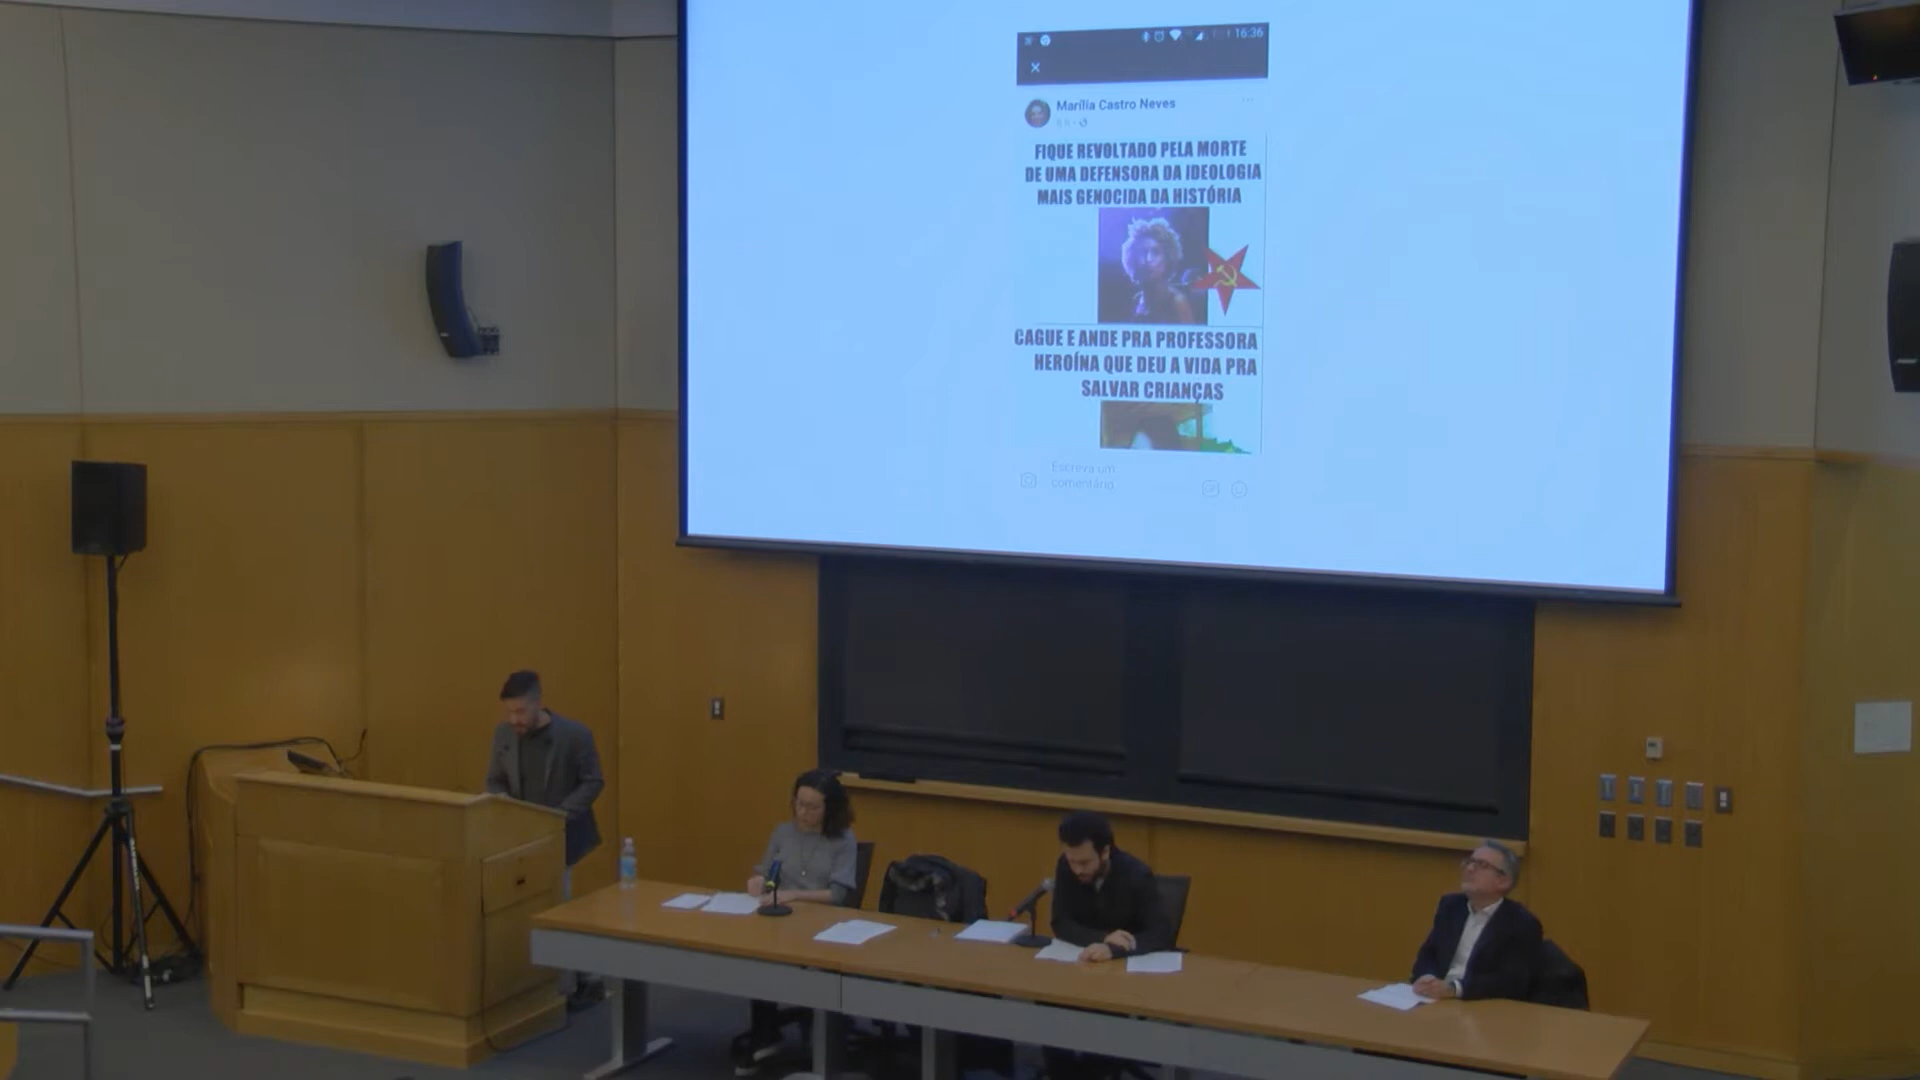 16:36
Marília Castro Neves
FIQUE REVOLTADO PELA MORTE
DE UMA DEFENSORA DA IDEOLOGIA
MAIS GENOCIDA DA HISTÓRIA
CAGUE E ANDE PRA PROFESSORA
HEROÍNA QUE DEU A VIDA PRA
SALVAR CRIANÇAS
Escreva um
comentário